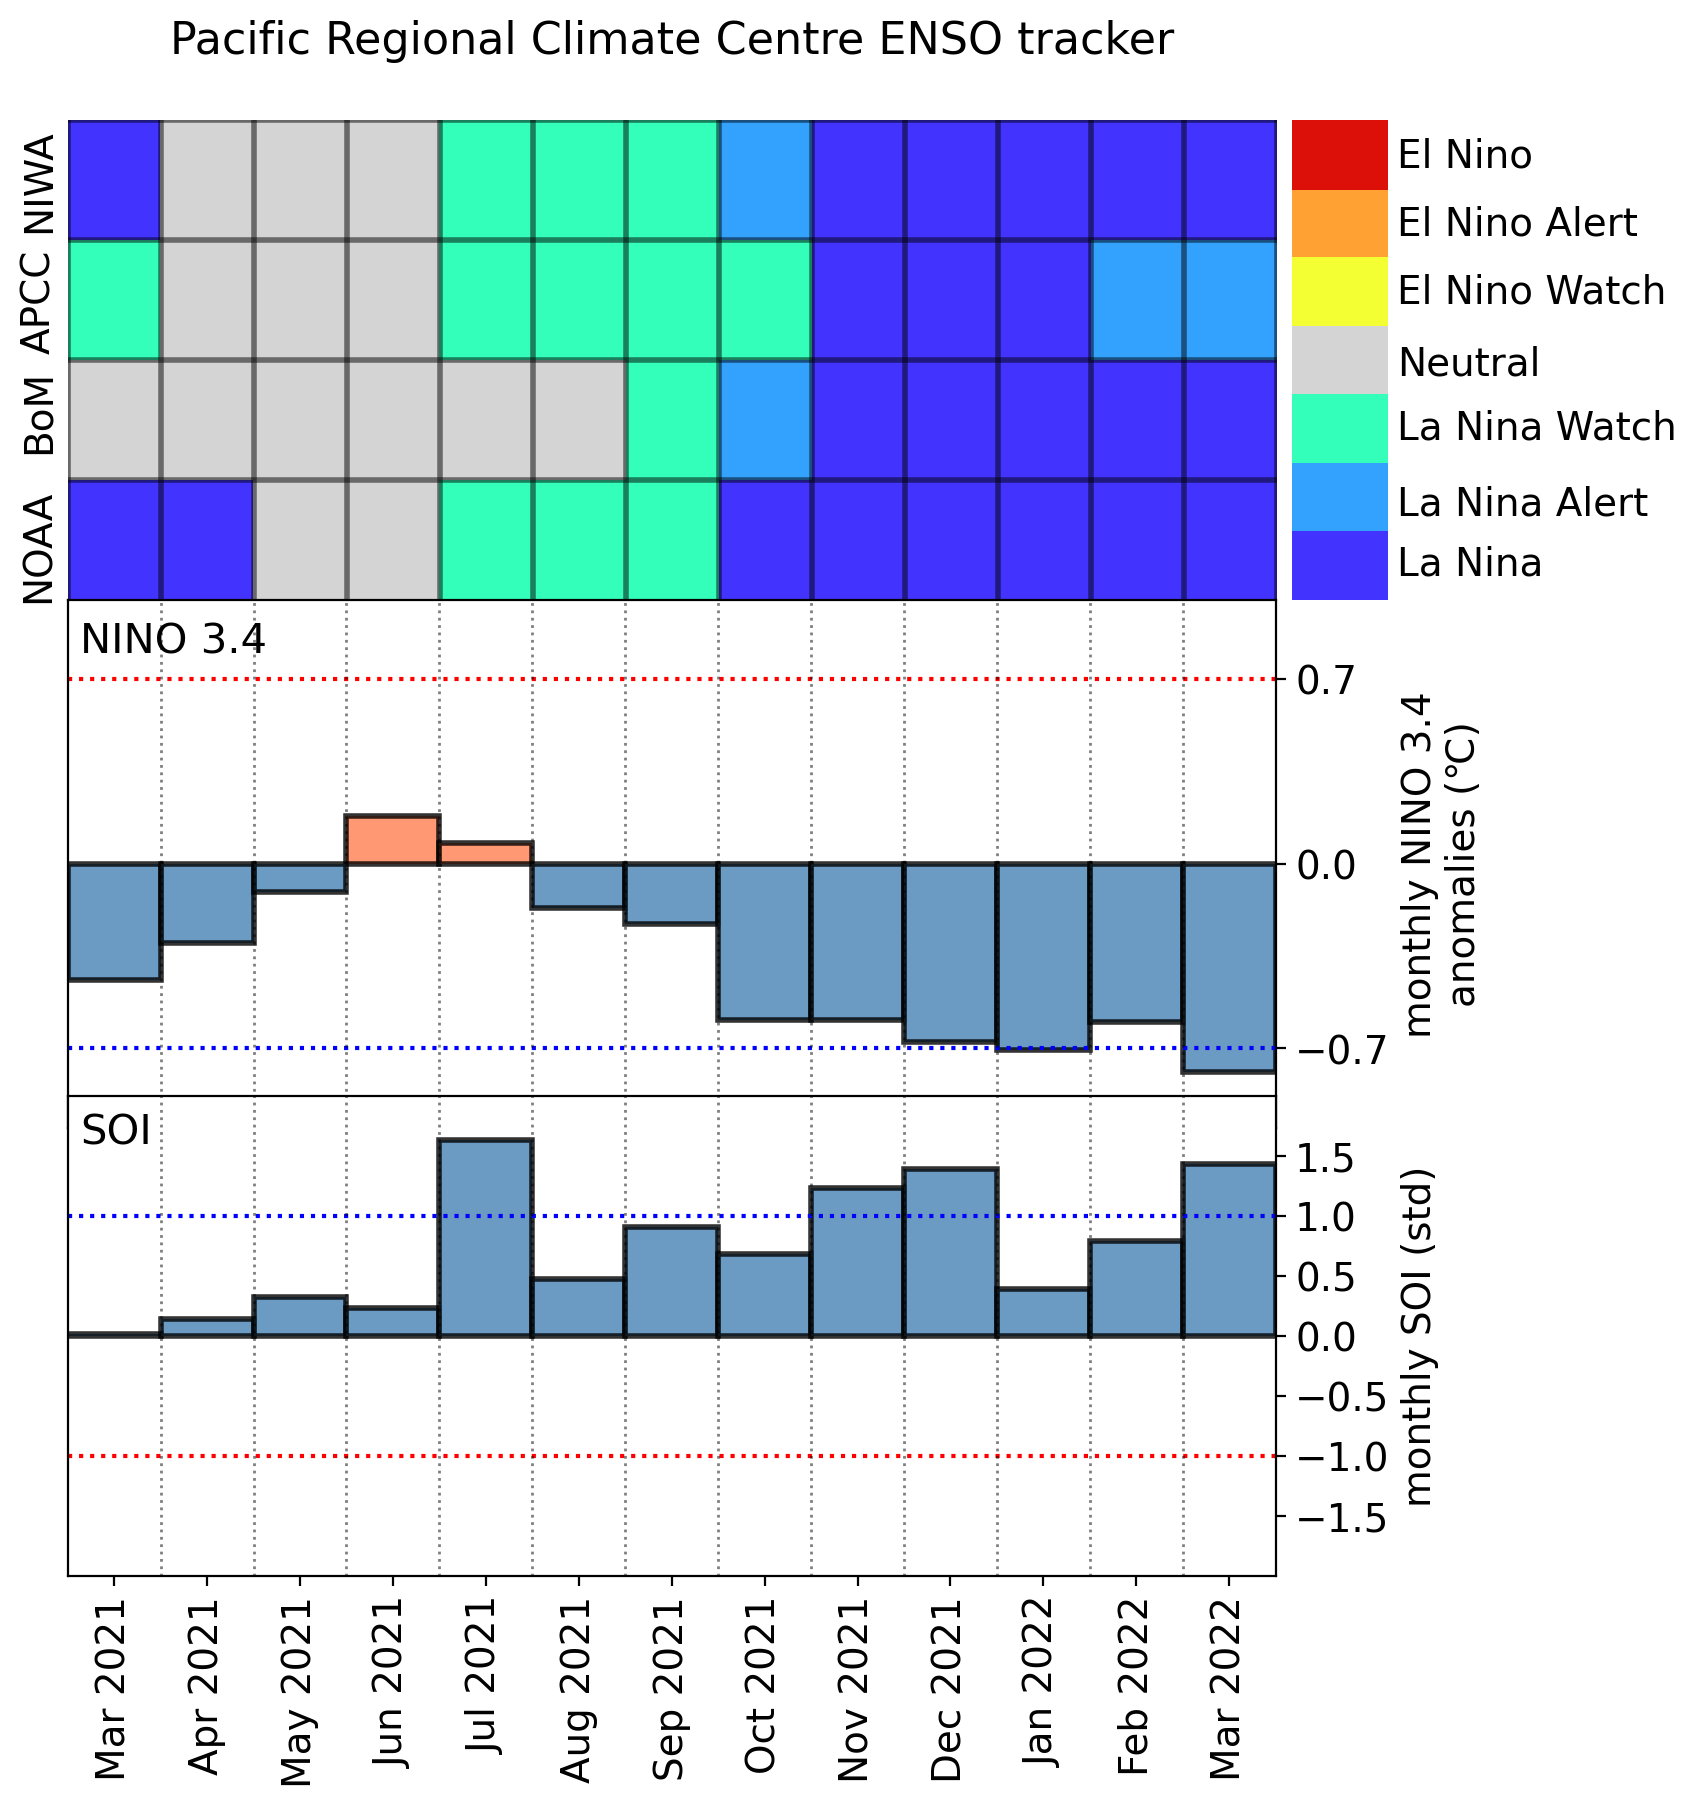 Pacific Regional Climate Centre ENSO tracker
NIWA
APCC
BoM
NOAA
El Nino
El Nino Alert
El Nino Watch
Neutral
La Nina Watch
La Nina Alert
La Nina
NINO 3.4
0.7
0.0
−0.7
monthly NINO 3.4
anomalies (°C)
SOI
1.5
1.0
0.5
0.0
−0.5
−1.0
−1.5
monthly SOI (std)
Mar 2021
Apr 2021
May 2021
Jun 2021
Jul 2021
Aug 2021
Sep 2021
Oct 2021
Nov 2021
Dec 2021
Jan 2022
Feb 2022
Mar 2022